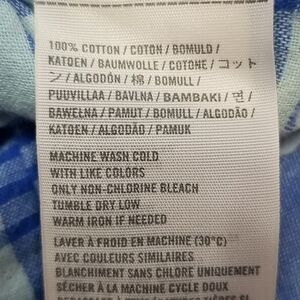 100% COTTON / COTON / BOMULD /
KATOEN / BAUMWOLLE / COTONE / コット
ン / ALGODÓN / 棉 / BOMULL /
PUUVILLAA / BAVLNA / BAMBAKI / 면 /
BAWEŁNA / PAMUT / BOMULL / ALGODÃO /
KATOEN / ALGODÃO / PAMUK
MACHINE WASH COLD
WITH LIKE COLORS
ONLY NON-CHLORINE BLEACH
TUMBLE DRY LOW
WARM IRON IF NEEDED
LAVER À FROID EN MACHINE (30°C)
AVEC COULEURS SIMILAIRES
BLANCHIMENT SANS CHLORE UNIQUEMENT
SÉCHER À LA MACHINE CYCLE DOUX
SI